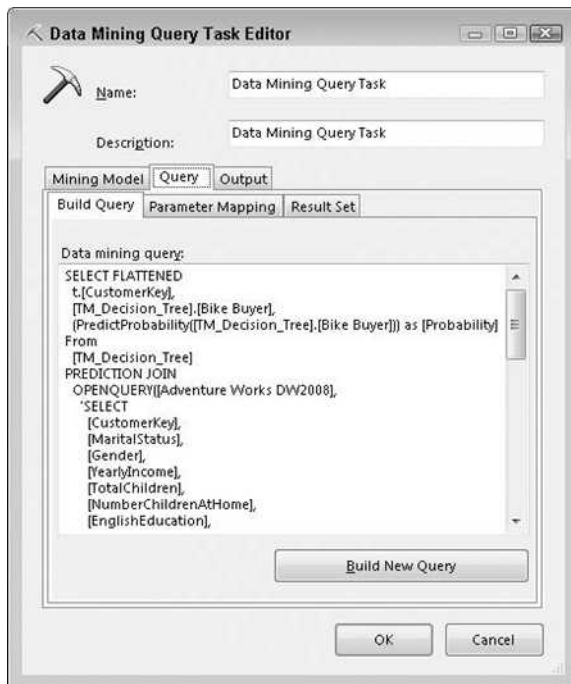 Data Mining Query Task Editor
Name:
Data Mining Query Task
Description:
Data Mining Query Task
Mining Model Query Output
Build Query Parameter Mapping Result Set
Data mining query:
SELECT FLATTENED
t.[CustomerKey],
[TM_Decision_Tree].[Bike Buyer],
(PredictProbability([TM_Decision_Tree].[Bike Buyer])) as [Probability]
From
[TM_Decision_Tree]
PREDICTION JOIN
OPENQUERY([Adventure Works DW2008],
'SELECT
[CustomerKey],
[MaritalStatus],
[Gender],
[YearlyIncome],
[TotalChildren],
[NumberChildrenAtHome],
[EnglishEducation],
Build New Query
OK Cancel